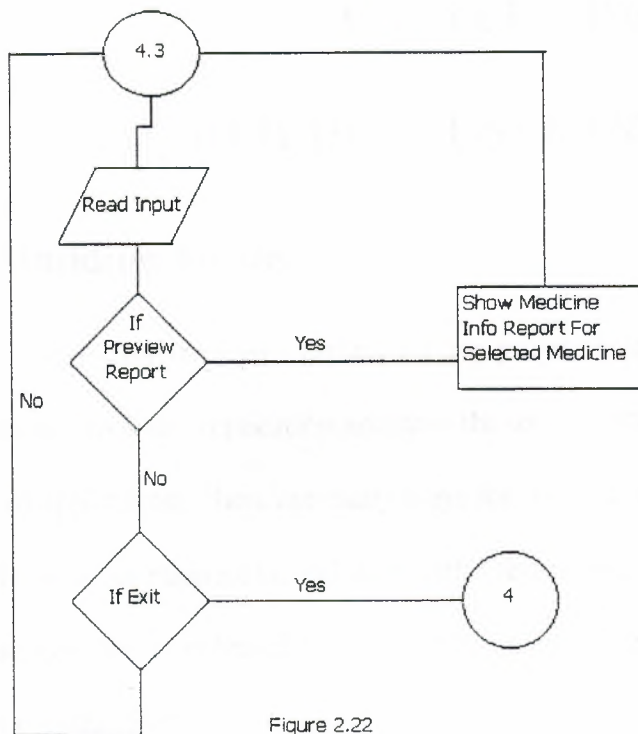 4.3
Read Input
If
Preview
Report
Yes
Show Medicine
Info Report For
Selected Medicine
No
No
If Exit
Yes
4
Figure 2.22